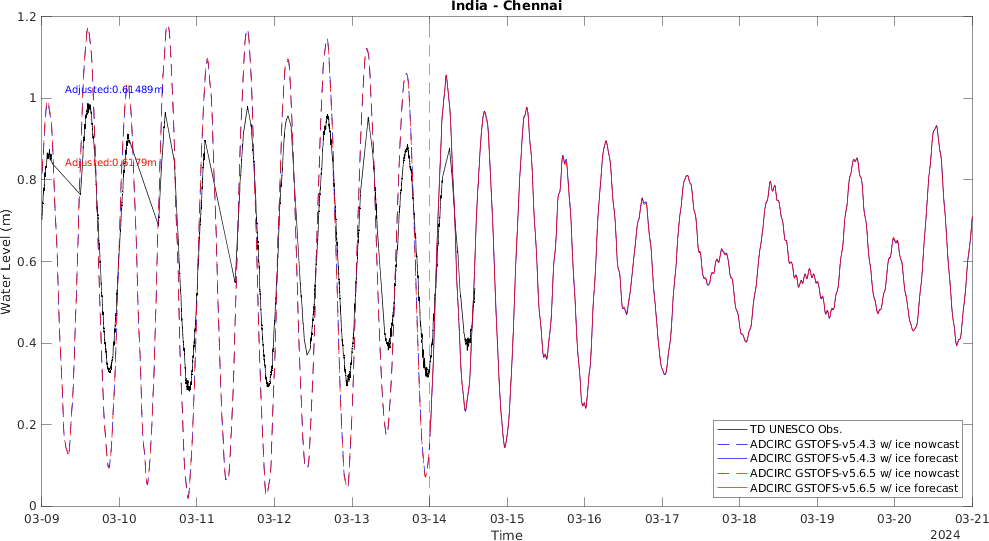 India - Chennai
1.2
1
0.8
0.6
0.4
0.2
0
Water Level (m)
Adjusted:0.61489m
Adjusted:0.6179m
TD UNESCO Obs.
ADCIRC GSTOFS-v5.4.3 w/ ice nowcast
ADCIRC GSTOFS-v5.4.3 w/ ice forecast
ADCIRC GSTOFS-v5.6.5 w/ ice nowcast
ADCIRC GSTOFS-v5.6.5 w/ ice forecast
03-09 03-10 03-11 03-12 03-13 03-14 03-15 03-16 03-17 03-18 03-19 03-20 03-21
Time
2024